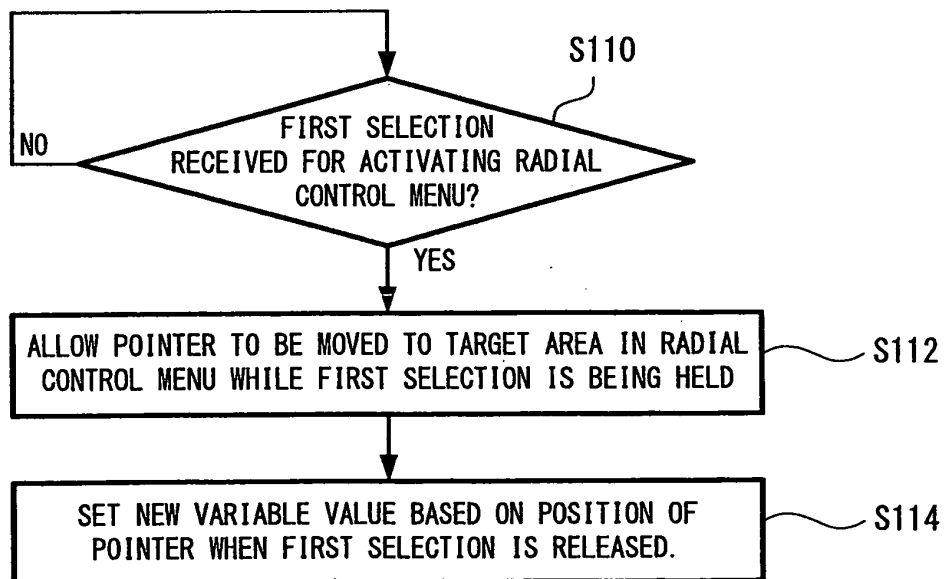 S110
FIRST SELECTION
RECEIVED FOR ACTIVATING RADIAL
CONTROL MENU?
NO
YES
ALLOW POINTER TO BE MOVED TO TARGET AREA IN RADIAL
CONTROL MENU WHILE FIRST SELECTION IS BEING HELD
S112
SET NEW VARIABLE VALUE BASED ON POSITION OF
POINTER WHEN FIRST SELECTION IS RELEASED.
S114